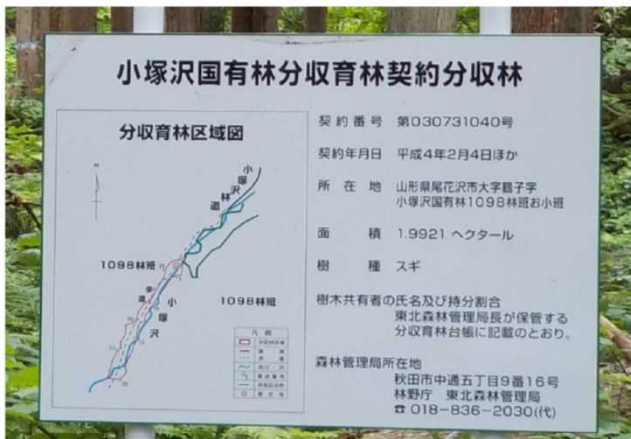 小塚沢国有林分収育林契約分収林
分収育林区域図
小塚沢林道
1098林班
1098林班
歩道
小塚沢
凡例
契約番号 第030731040号
契約年月日 平成4年2月4日ほか
所在地 山形県尾花沢市大字鶴子字
小塚沢国有林1098林班お小班
面積 1.9921 ヘクタール
樹種 スギ
樹木共有者の氏名及び持分割合
東北森林管理局長が保管する
分収育林台帳に記載のとおり。
森林管理局所在地
秋田市中通五丁目9番16号
林野庁 東北森林管理局
☎ 018-836-2030(代)